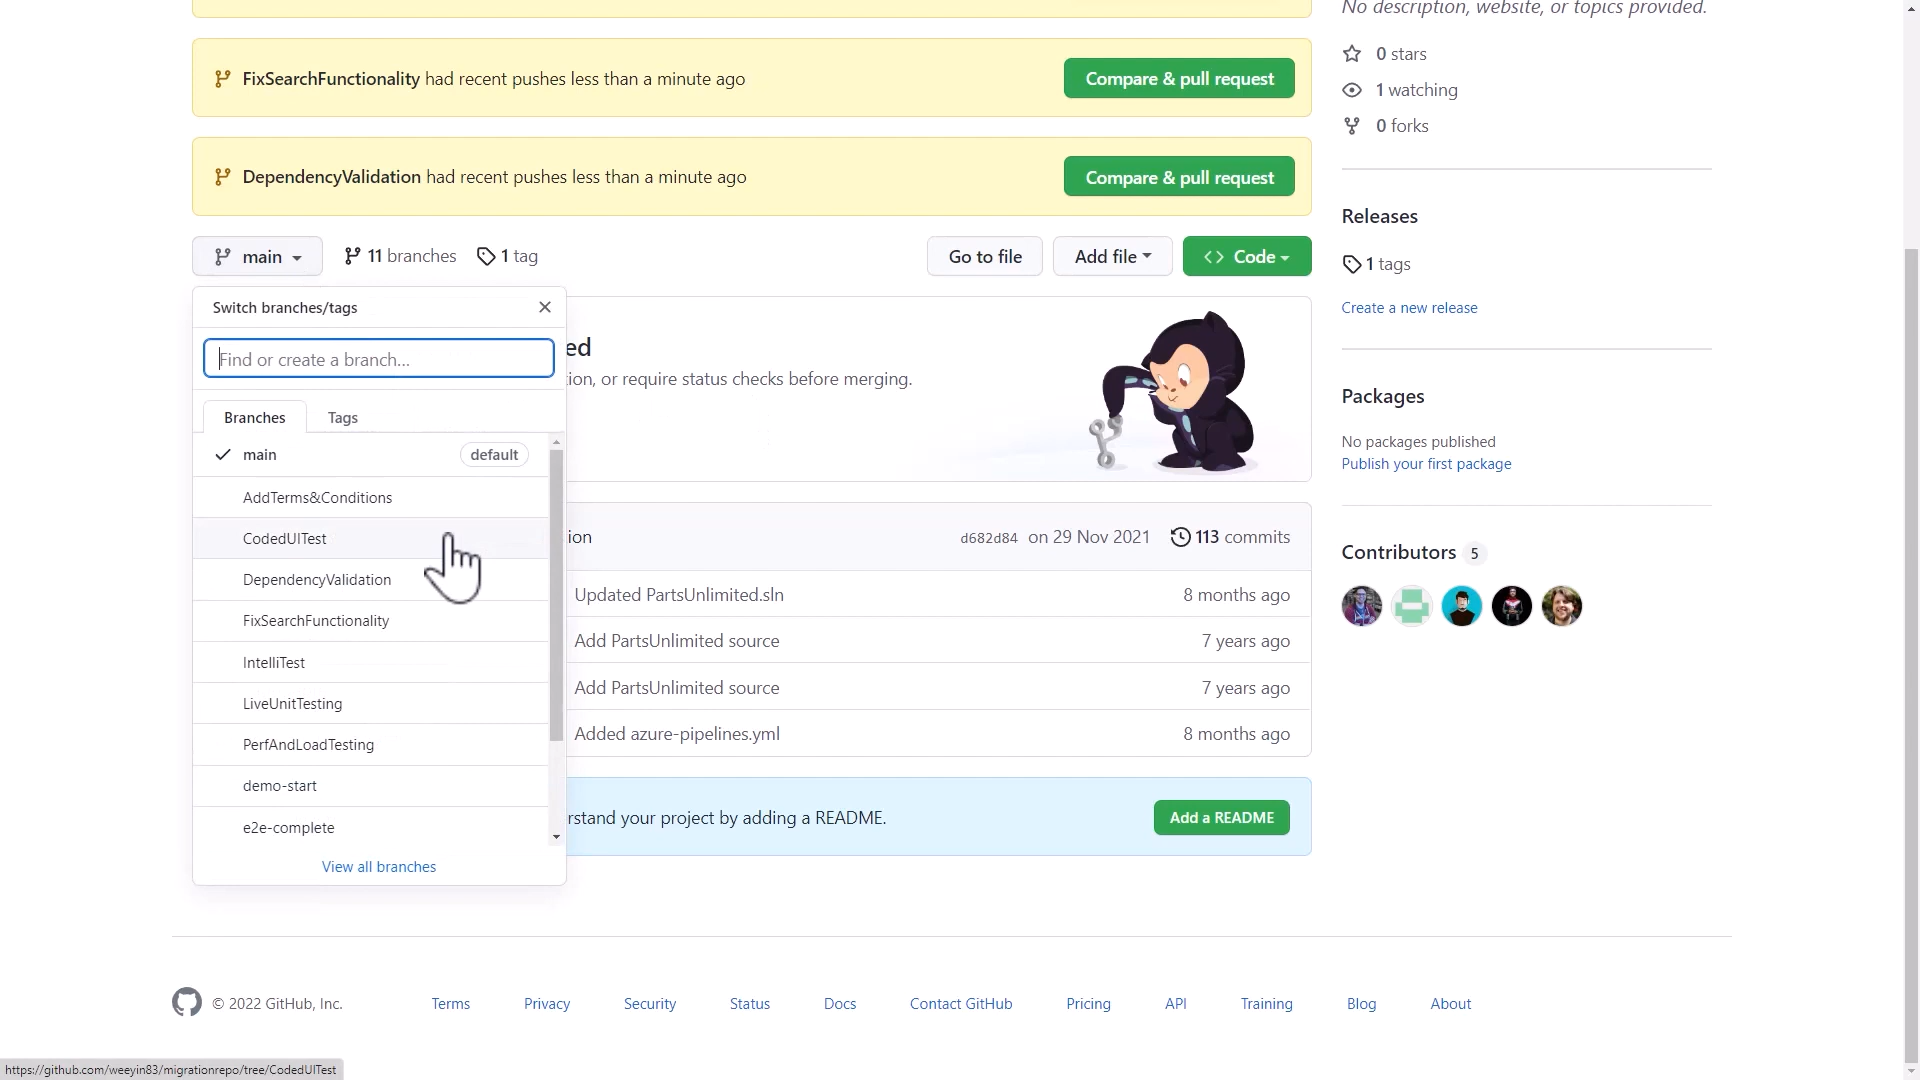 No description, website, or topics provided.
FixSearchFunctionality had recent pushes less than a minute ago
Compare & pull request
0 stars
1 watching
0 forks
DependencyValidation had recent pushes less than a minute ago
Compare & pull request
main
11 branches
1 tag
Go to file
Add file
<> Code
Releases
1 tags
Create a new release
Switch branches/tags
Find or create a branch...
Branches
Tags
main
default
AddTerms&Conditions
CodedUITest
DependencyValidation
FixSearchFunctionality
IntelliTest
LiveUnitTesting
PerfAndLoadTesting
demo-start
e2e-complete
View all branches
ed
ion, or require status checks before merging.
ion
d682d84 on 29 Nov 2021
113 commits
Updated PartsUnlimited.sln
8 months ago
Add PartsUnlimited source
7 years ago
Add PartsUnlimited source
7 years ago
Added azure-pipelines.yml
8 months ago
rstand your project by adding a README.
Add a README
Packages
No packages published
Publish your first package
Contributors 5
© 2022 GitHub, Inc.
Terms
Privacy
Security
Status
Docs
Contact GitHub
Pricing
API
Training
Blog
About
https://github.com/weeyin83/migrationrepo/tree/CodedUITest